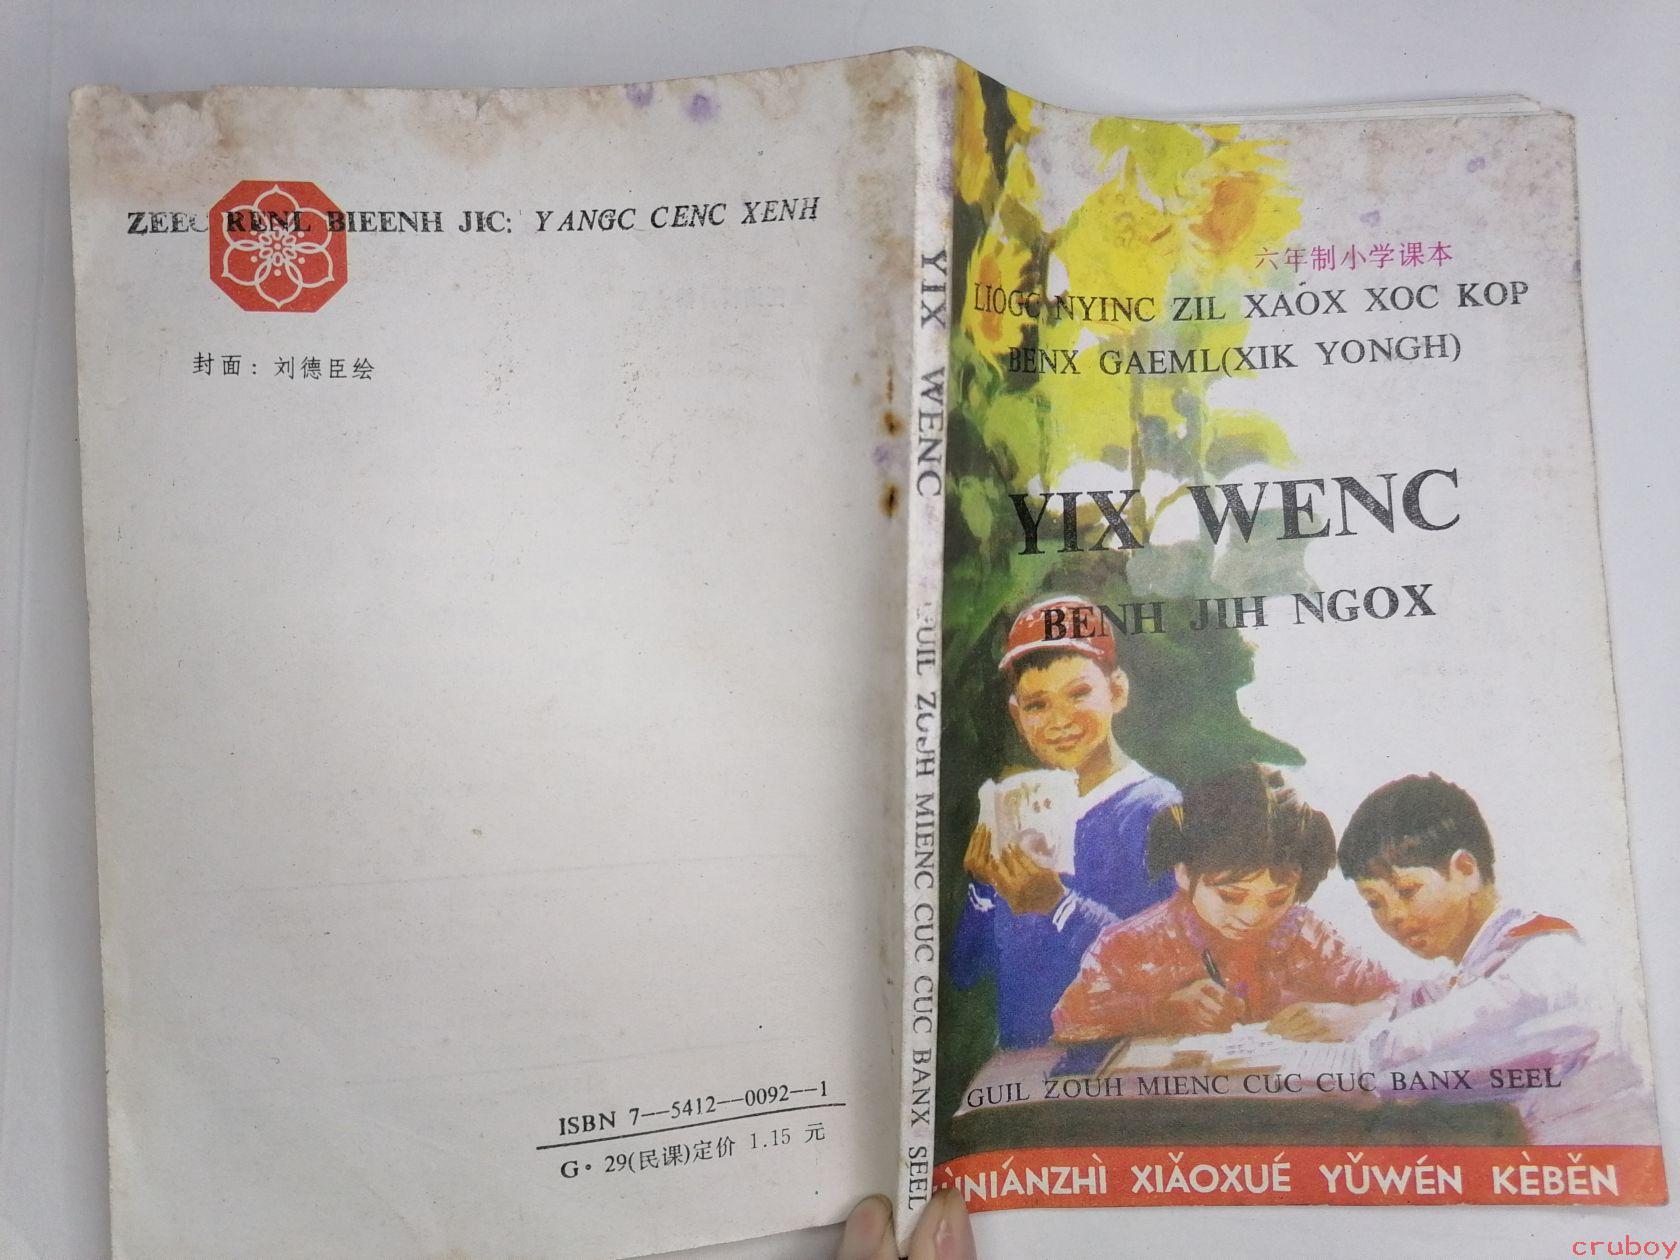 ZEEC RENL BIEENH JIC: YANGC CENC XENH
封面：刘德臣绘
ISBN 7--5412--0092--1
G·29(民课)定价 1.15 元
YIX WENC GUIL ZOUH MIENC CUC CUC BANX SEEL
六年制小学课本
LIOGC NYINC ZIL XAOX XOC KOP
BENX GAEML(XIK YONGH)
YIX WENC
BENH JIH NGOX
GUIL ZOUH MIENC CUC CUC BANX SEEL
ÙNIÁNZHÌ XIǍOXUÉ YǓWÉN KÈBĚN
cruboy